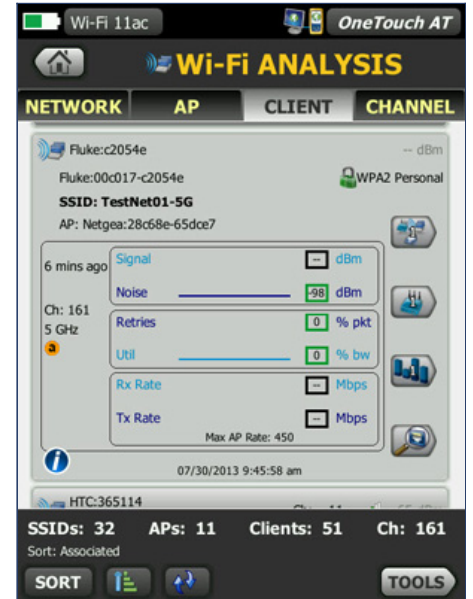 Wi-Fi 11ac OneTouch AT
Wi-Fi ANALYSIS
NETWORK AP CLIENT CHANNEL
Fluke:c2054e -- dBm
Fluke:00c017-c2054e WPA2 Personal
SSID: TestNet01-5G
AP: Netgea:28c68e-65dce7
6 mins ago
Signal -- dBm
Noise -98 dBm
Ch: 161
5 GHz
a
Retries 0 % pkt
Util 0 % bw
Rx Rate -- Mbps
Tx Rate -- Mbps
Max AP Rate: 450
07/30/2013 9:45:58 am
HTC:365114
SSIDs: 32 APs: 11 Clients: 51 Ch: 161
Sort: Associated
SORT TOOLS